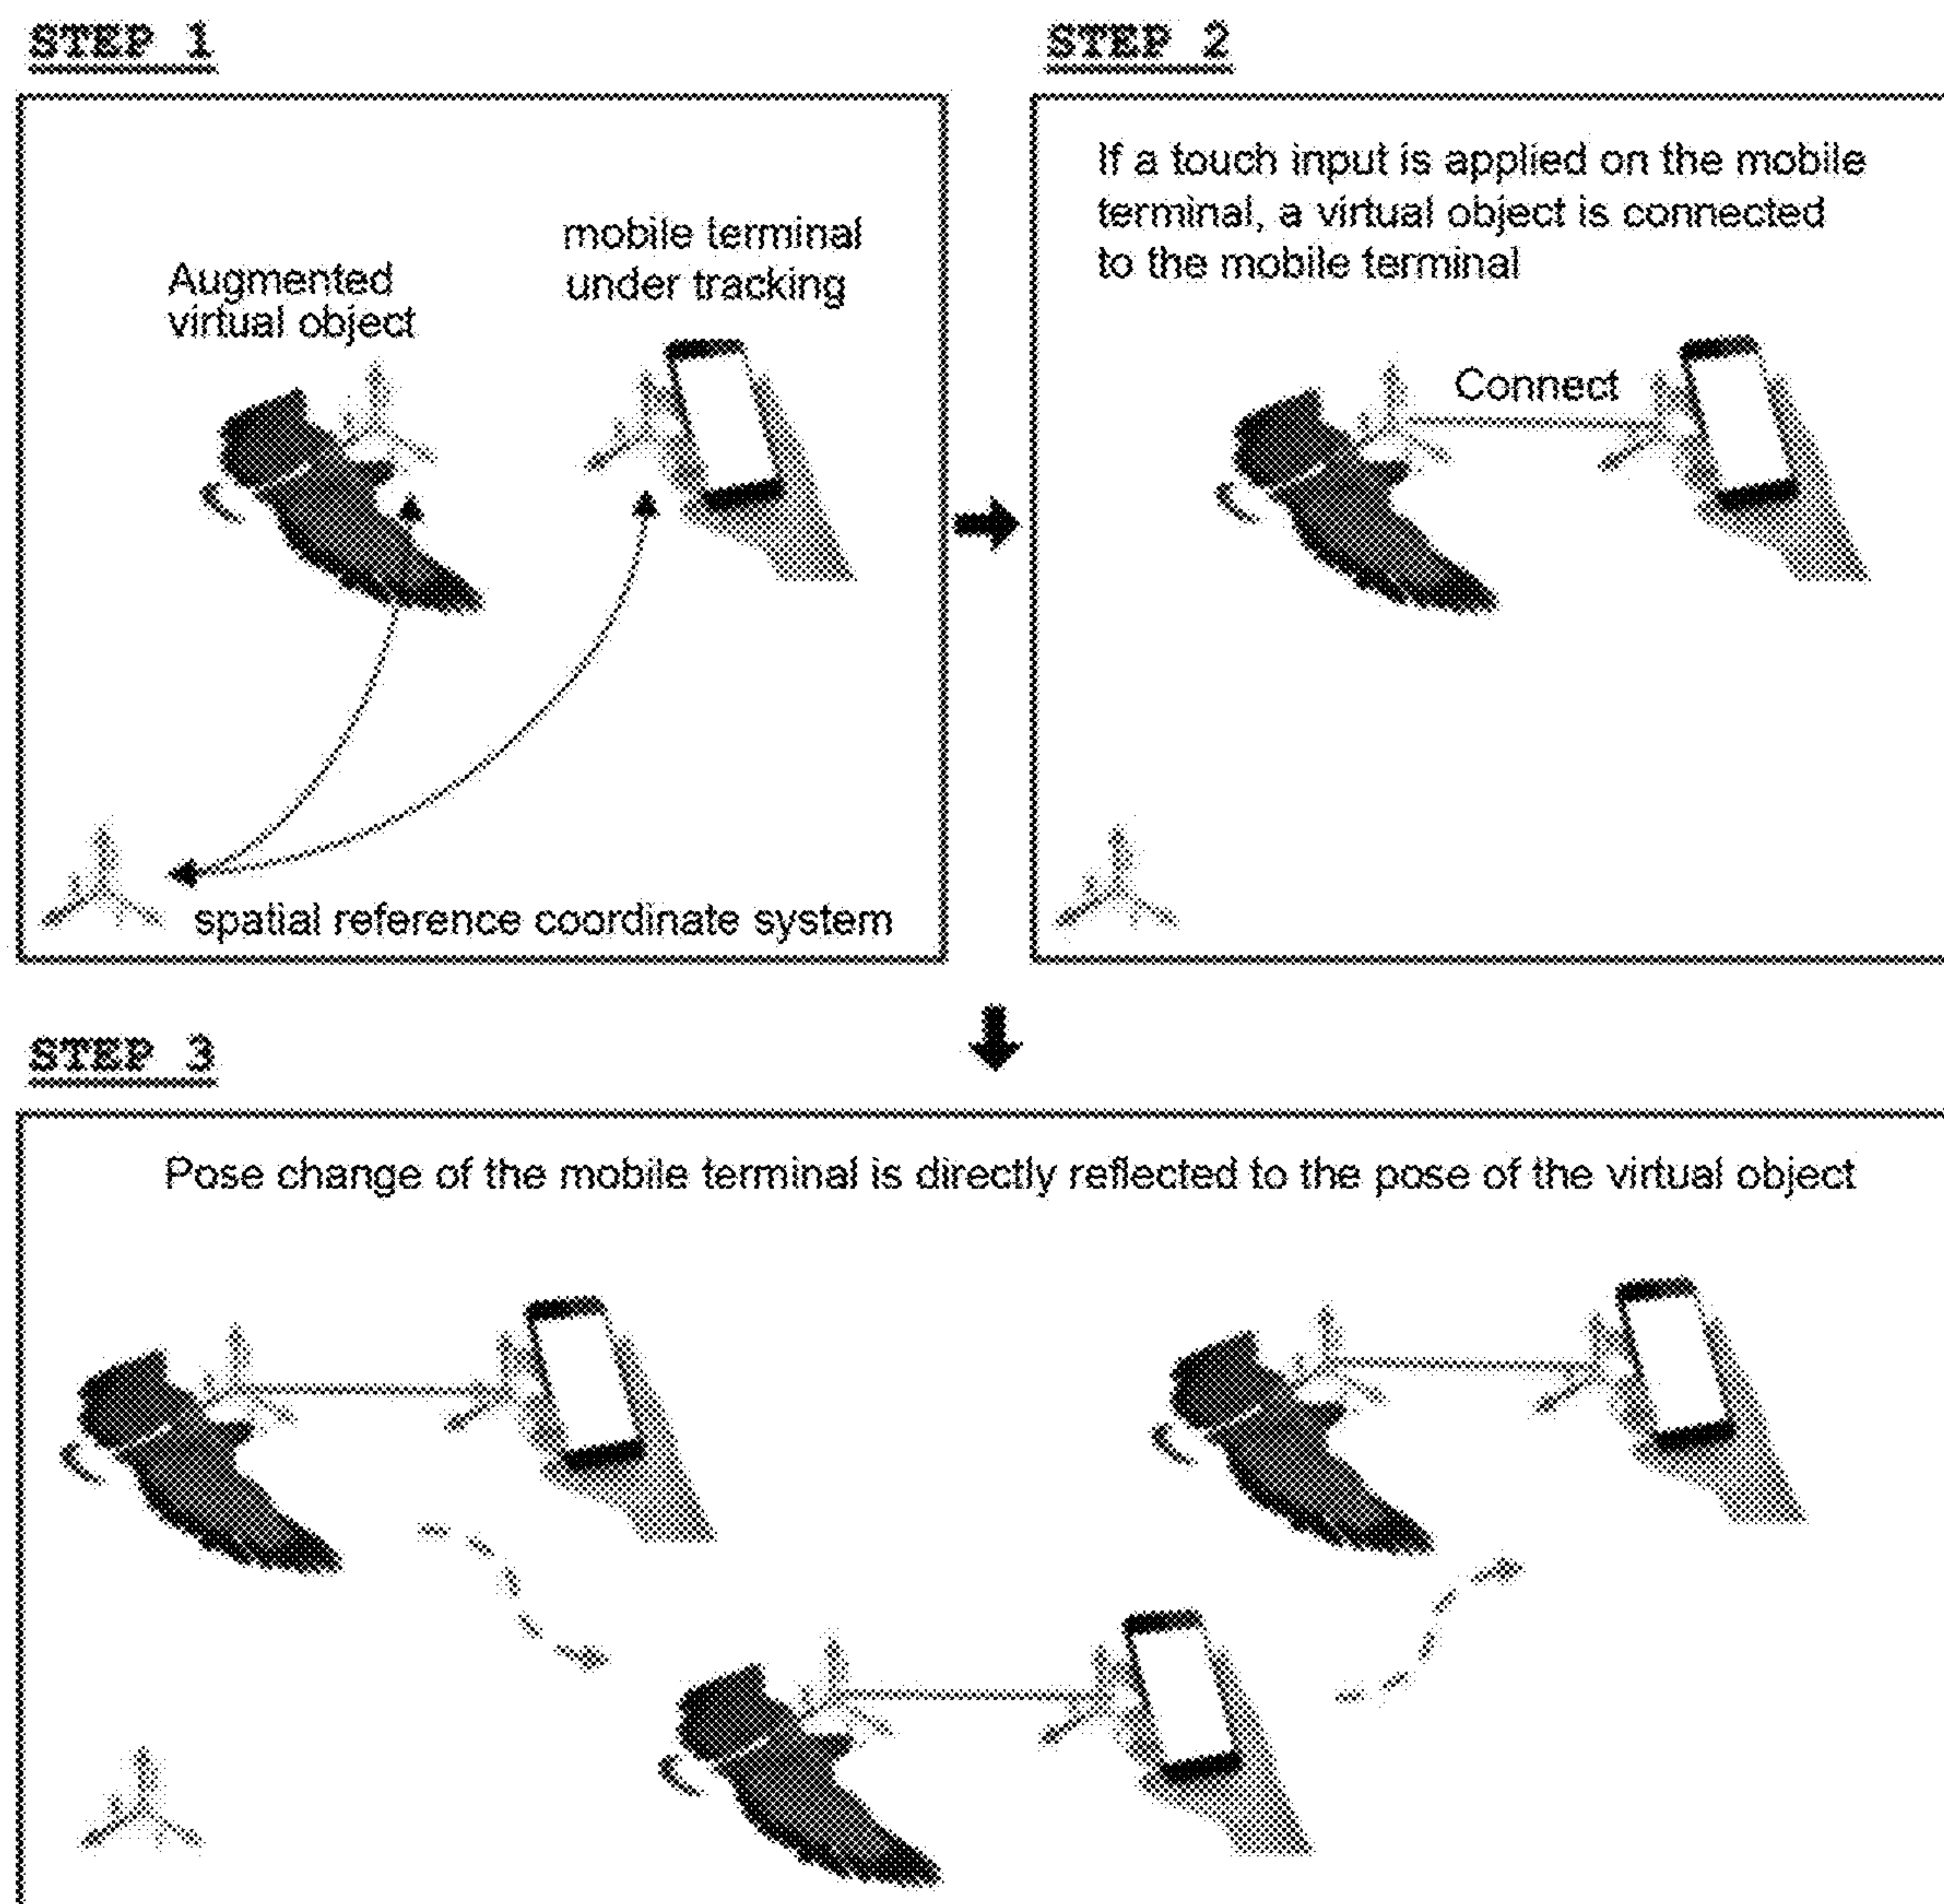 STEP 1
Augmented
virtual object
mobile terminal
under tracking
spatial reference coordinate system
STEP 2
If a touch input is applied on the mobile
terminal, a virtual object is connected
to the mobile terminal
Connect
STEP 3
Pose change of the mobile terminal is directly reflected to the pose of the virtual object